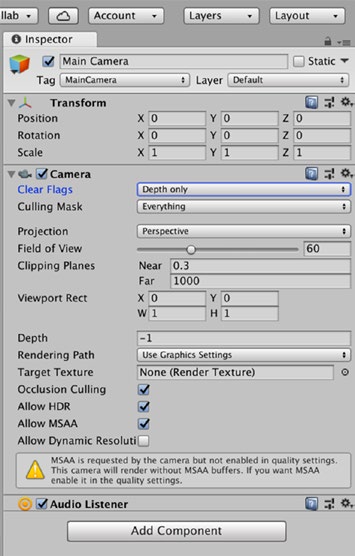 llab Account Layers Layout
Inspector
Main Camera Static
Tag MainCamera Layer Default
Transform
Position X 0 Y 0 Z 0
Rotation X 0 Y 0 Z 0
Scale X 1 Y 1 Z 1
Camera
Clear Flags Depth only
Culling Mask Everything
Projection Perspective
Field of View 60
Clipping Planes Near 0.3
Far 1000
Viewport Rect X 0 Y 0
W 1 H 1
Depth -1
Rendering Path Use Graphics Settings
Target Texture None (Render Texture)
Occlusion Culling
Allow HDR
Allow MSAA
Allow Dynamic Resoluti
MSAA is requested by the camera but not enabled in quality settings.
This camera will render without MSAA buffers. If you want MSAA
enable it in the quality settings.
Audio Listener
Add Component